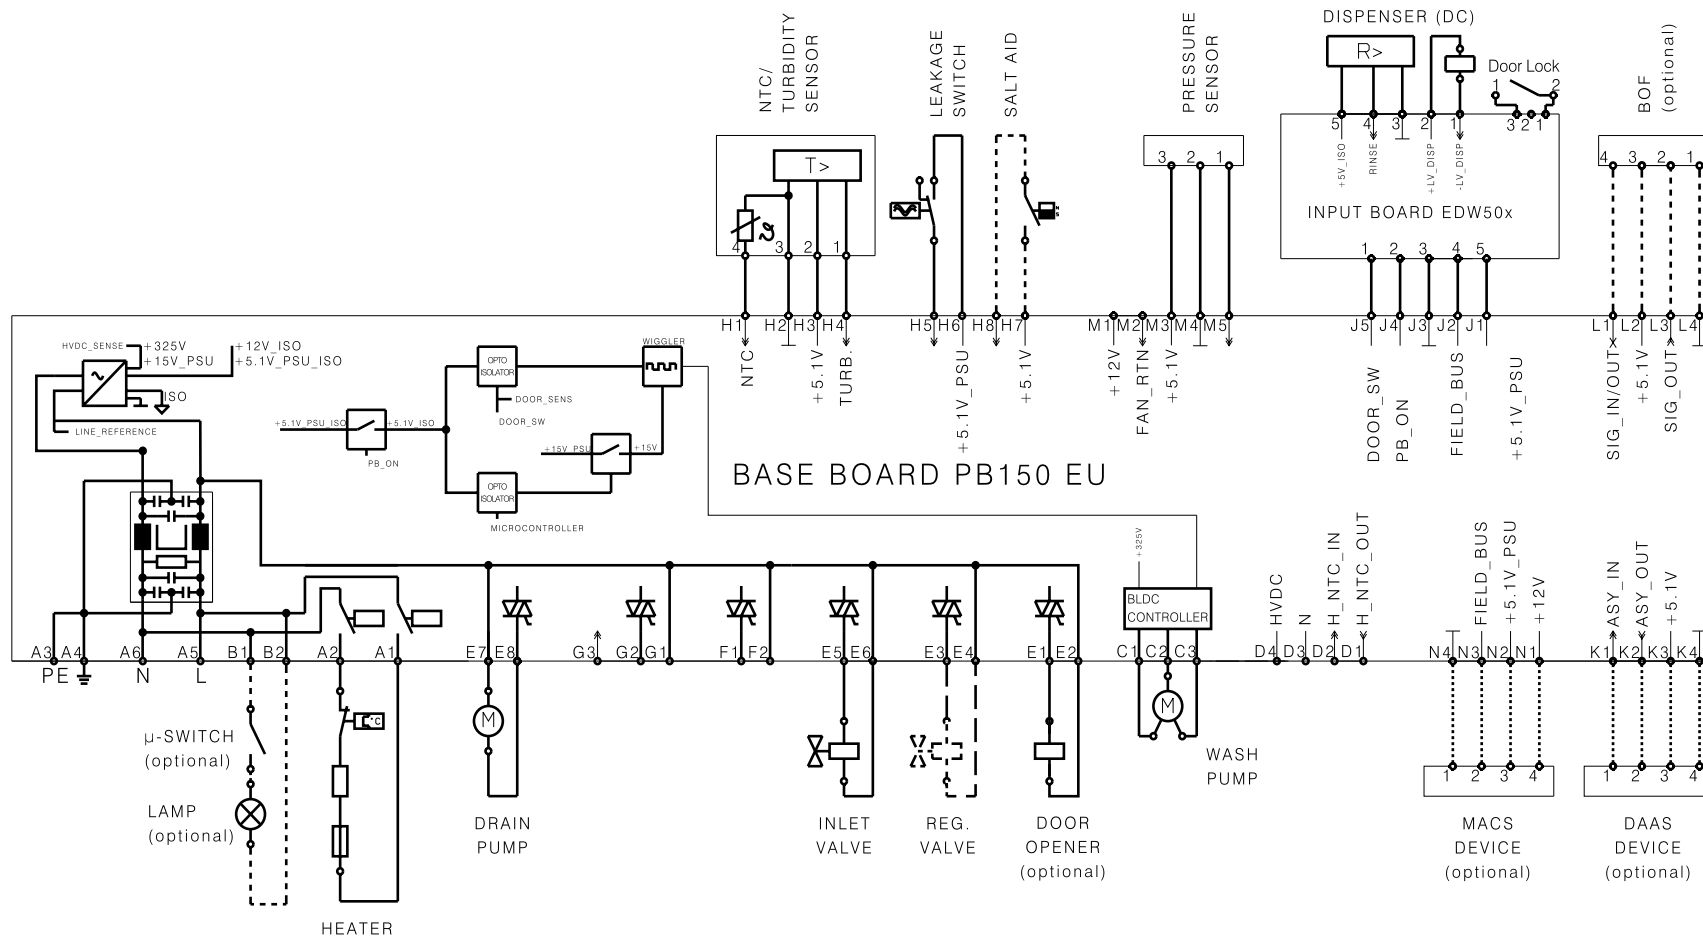 DISPENSER (DC)
NTC/
TURBIDITY
SENSOR
LEAKAGE
SWITCH
SALT AID
PRESSURE
SENSOR
R>
Door Lock
1 2
BOF
(optional)
5 4 3 2 1 3 2 1
+5V_ISO
RINSE
+LV_DISP
-LV_DISP
T>
4 3 2 1
3 2 1
4 3 2 1
INPUT BOARD EDW50x
1 2 3 4 5
H1 H2 H3 H4 H5 H6 H8 H7 M1 M2 M3 M4 M5 J5 J4 J3 J2 J1 L1 L2 L3 L4
NTC
+5.1V
TURB.
+5.1V_PSU
+5.1V
+12V
FAN_RTN
+5.1V
DOOR_SW
PB_ON
FIELD_BUS
+5.1V_PSU
SIG_IN/OUT
+5.1V
SIG_OUT
HVDC_SENSE +325V +12V_ISO
+15V_PSU +5.1V_PSU_ISO
ISO
LINE_REFERENCE
WIGGLER
OPTO
ISOLATOR
DOOR_SENS
DOOR_SW
+5.1V_PSU_ISO +5.1V_ISO
PB_ON
+15V_PSU +15V
OPTO
ISOLATOR
MICROCONTROLLER
BASE BOARD PB150 EU
+325V
BLDC
CONTROLLER
HVDC
N
H_NTC_IN
H_NTC_OUT
FIELD_BUS
+5.1V_PSU
+12V
ASY_IN
ASY_OUT
+5.1V
A3 A4 A6 A5 B1 B2 A2 A1 E7 E8 G3 G2 G1 F1 F2 E5 E6 E3 E4 E1 E2 C1 C2 C3 D4 D3 D2 D1 N4 N3 N2 N1 K1 K2 K3 K4
PE N L
°C
M
M
µ-SWITCH
(optional)
LAMP
(optional)
HEATER
DRAIN
PUMP
INLET
VALVE
REG.
VALVE
DOOR
OPENER
(optional)
WASH
PUMP
1 2 3 4
MACS
DEVICE
(optional)
1 2 3 4
DAAS
DEVICE
(optional)